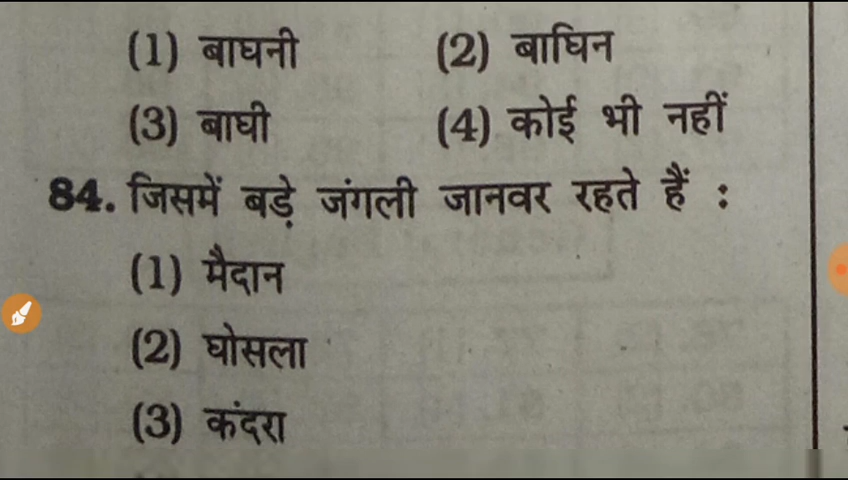 (1) बाघनी (2) बाघिन
(3) बाघी (4) कोई भी नहीं
84. जिसमें बड़े जंगली जानवर रहते हैं :
(1) मैदान
(2) घोसला
(3) कंदरा